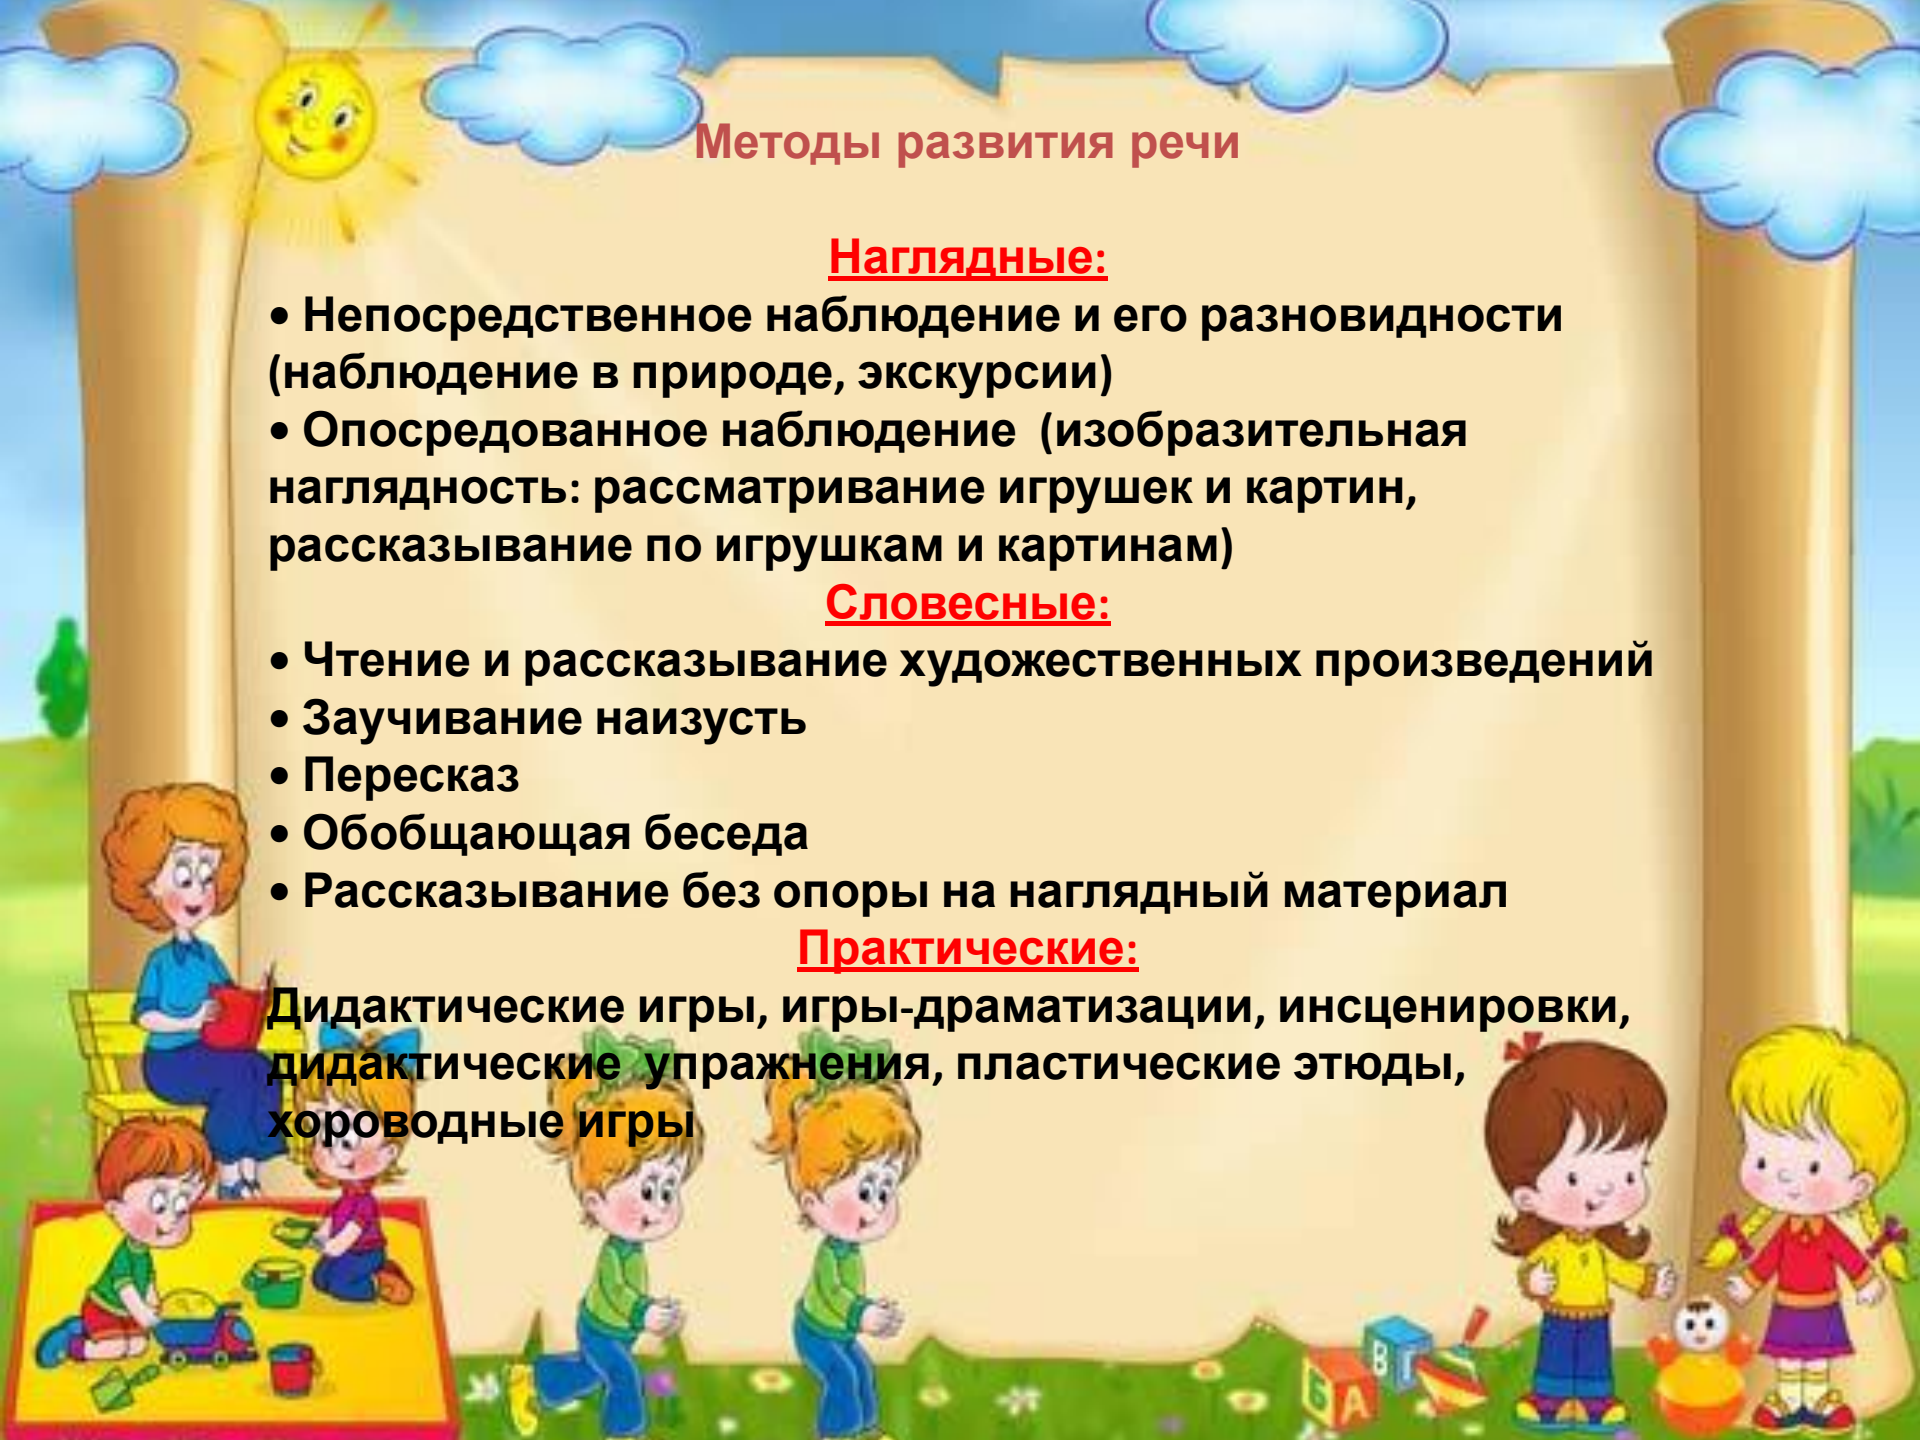 Методы развития речи
Наглядные:
• Непосредственное наблюдение и его разновидности
(наблюдение в природе, экскурсии)
• Опосредованное наблюдение (изобразительная
наглядность: рассматривание игрушек и картин,
рассказывание по игрушкам и картинам)
Словесные:
• Чтение и рассказывание художественных произведений
• Заучивание наизусть
• Пересказ
• Обобщающая беседа
• Рассказывание без опоры на наглядный материал
Практические:
Дидактические игры, игры-драматизации, инсценировки,
дидактические упражнения, пластические этюды,
хороводные игры
Б А В Г